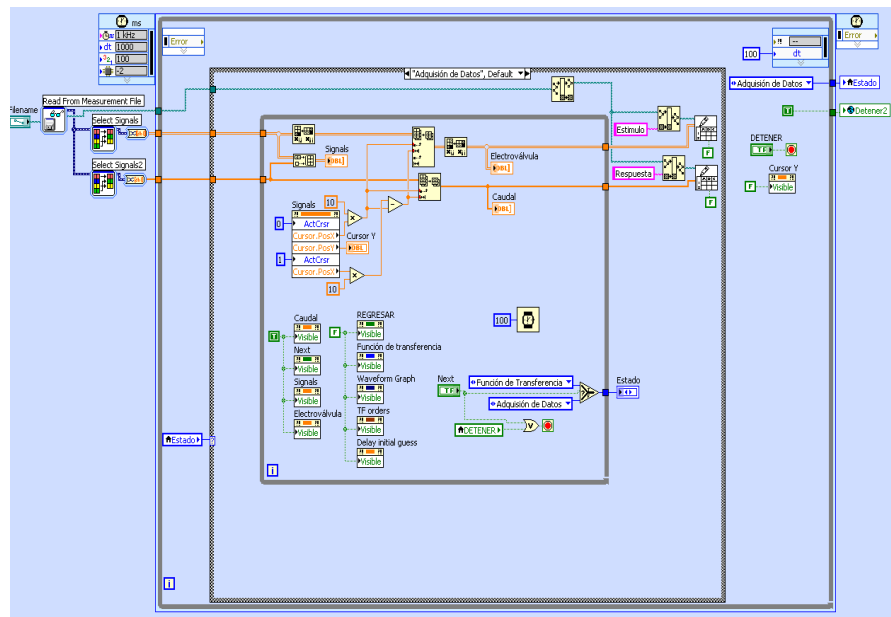 ms
1 kHz
dt 1000
100
-2
Error
Error
--
100
dt
"Adquisión de Datos", Default
Adquisión de Datos
Estado
Detener2
T
Read From Measurement File
Filename
Select Signals
Select Signals2
Signals
DBL
Electroválvula
DBL
Estimulo
F
Respuesta
F
DETENER
TF
Cursor Y
F
Visible
Caudal
DBL
Signals
10
0
ActCrsr
Cursor.PosX
Cursor.PosY
1
ActCrsr
Cursor.PosX
Cursor Y
DBL
10
Caudal
T
Visible
Next
Visible
Signals
Visible
Electroválvula
Visible
REGRESAR
F
Visible
Función de transferencia
Visible
Waveform Graph
Visible
TF orders
Visible
Delay initial guess
Visible
100
Next
TF
Función de Transferencia
Adquisión de Datos
DETENER
Estado
Estado
i
i